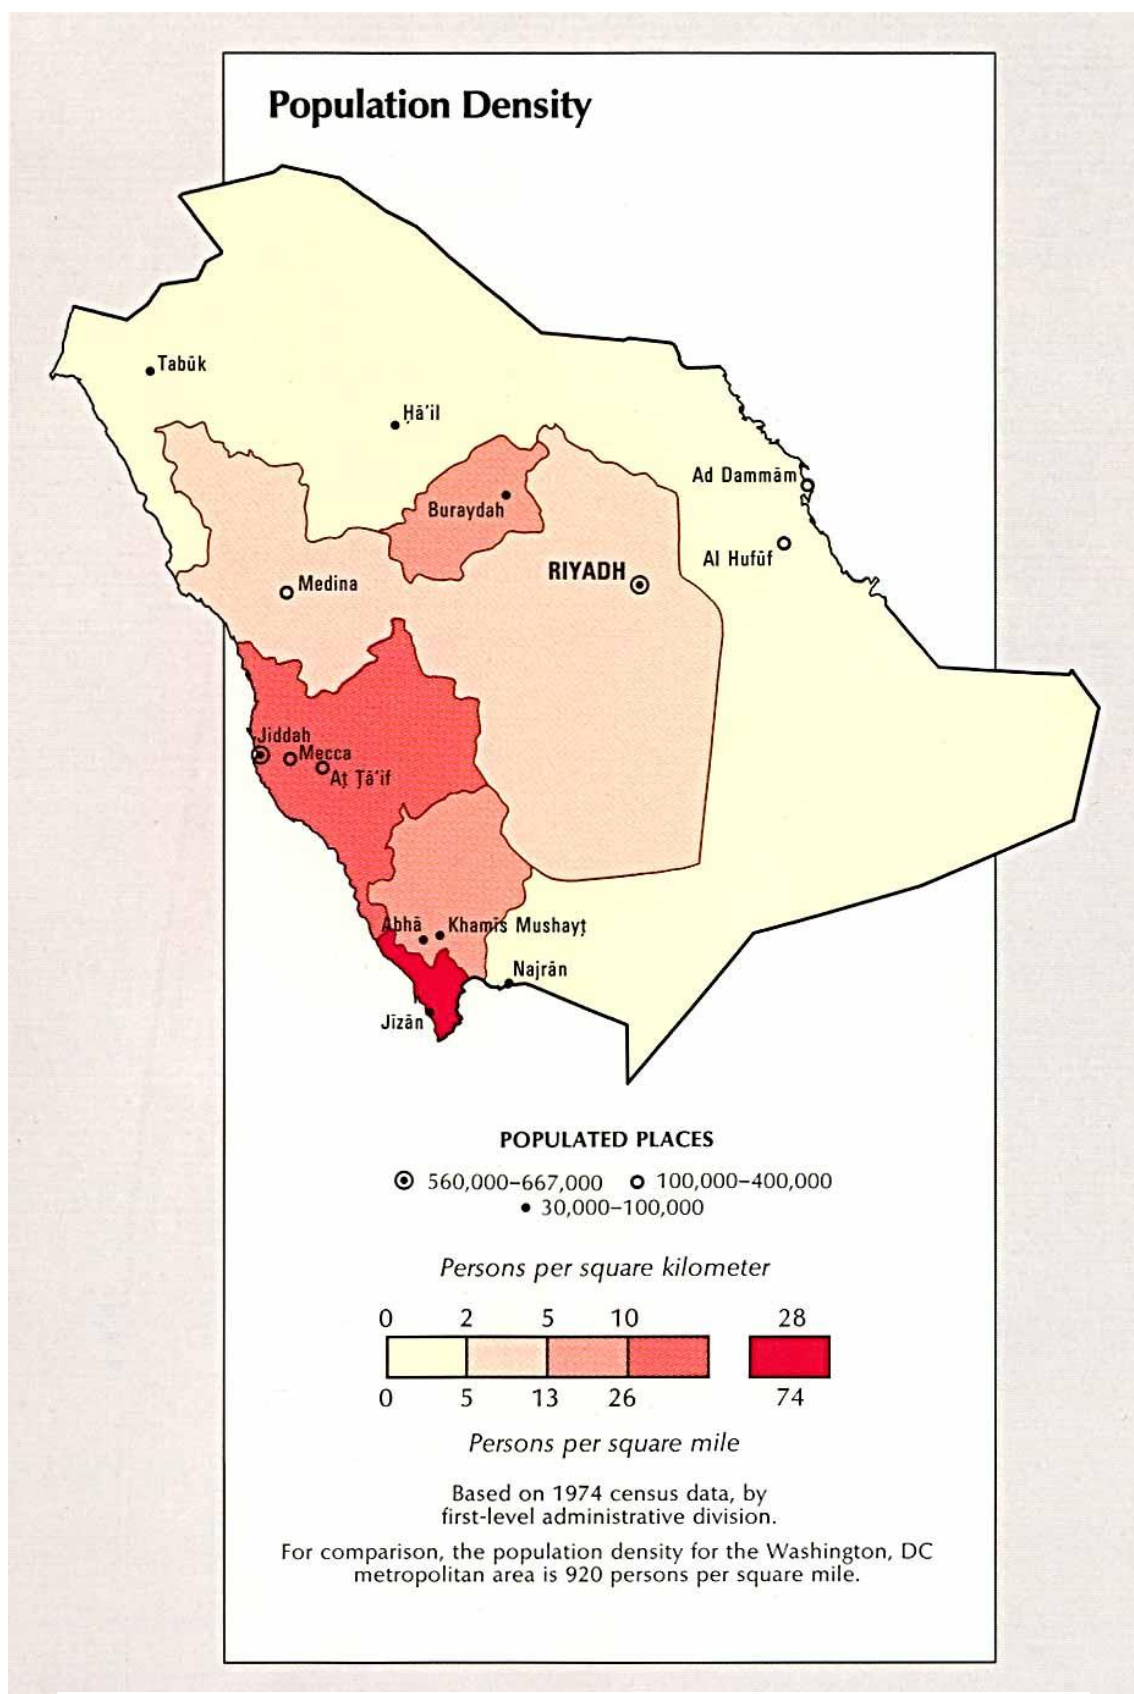 Population Density
Tabūk
Ḥā'il
Ad Dammām
Buraydah
Al Hufūf
RIYADH
Medina
Jiddah
Mecca
Aṭ Ṭā'if
Abhā
Khamīs Mushayṭ
Najrān
Jīzān
POPULATED PLACES
560,000–667,000
100,000–400,000
30,000–100,000
Persons per square kilometer
0 2 5 10 28
0 5 13 26 74
Persons per square mile
Based on 1974 census data, by
first-level administrative division.
For comparison, the population density for the Washington, DC
metropolitan area is 920 persons per square mile.